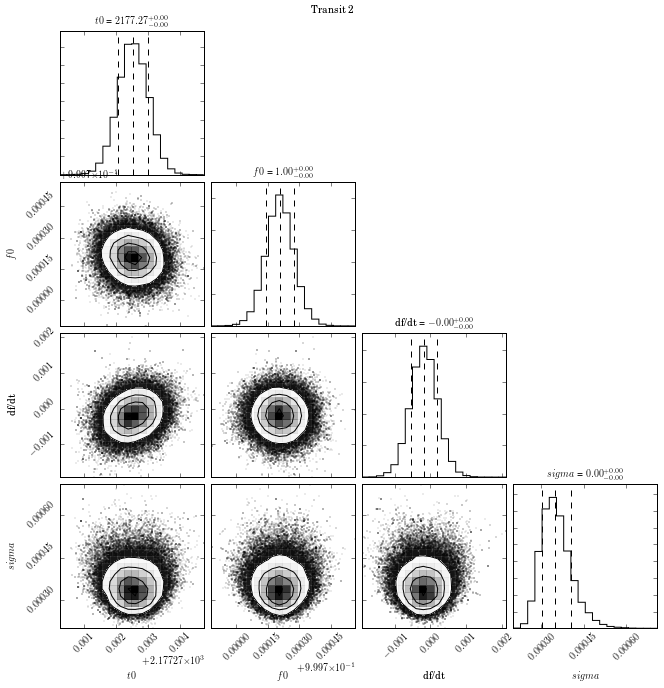 Transit 2
t0 = 2177.27+0.00−0.00
f0 = 1.00+0.00−0.00
f0
0.00045
0.00030
0.00015
0.00000
df/dt = −0.00+0.00−0.00
df/dt
0.002
0.001
0.000
−0.001
sigma = 0.00+0.00−0.00
sigma
0.00060
0.00045
0.00030
0.001 0.002 0.003 0.004
+2.17727×10³
t0
0.00000 0.00015 0.00030 0.00045
+9.997×10⁻¹
f0
−0.001 0.000 0.001 0.002
df/dt
0.00030 0.00045 0.00060
sigma